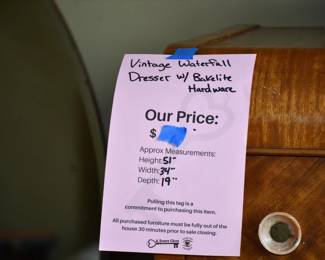 Vintage Waterfall
Dresser w/ Bakelite
Hardware
Our Price:
$
Approx Measurements:
Height: 51"
Width: 34"
Depth: 19"
Pulling this tag is a
commitment to purchasing this item.
All purchased furniture must be fully out of the
house 30 minutes prior to sale closing.